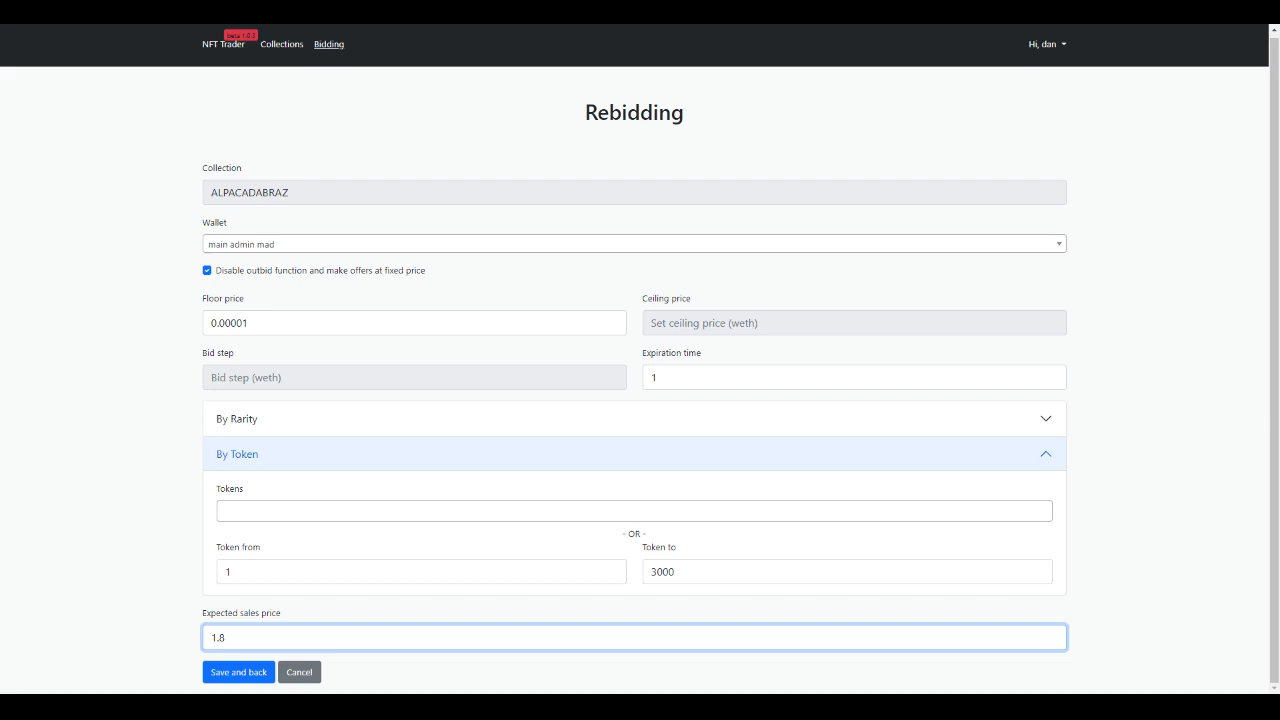 beta 1.0.3
NFT Trader Collections Bidding Hi, dan
Rebidding
Collection
ALPACADABRAZ
Wallet
main admin mad
Disable outbid function and make offers at fixed price
Floor price Ceiling price
0.00001 Set ceiling price (weth)
Bid step Expiration time
Bid step (weth) 1
By Rarity
By Token
Tokens
- OR -
Token from Token to
1 3000
Expected sales price
1.8
Save and back Cancel